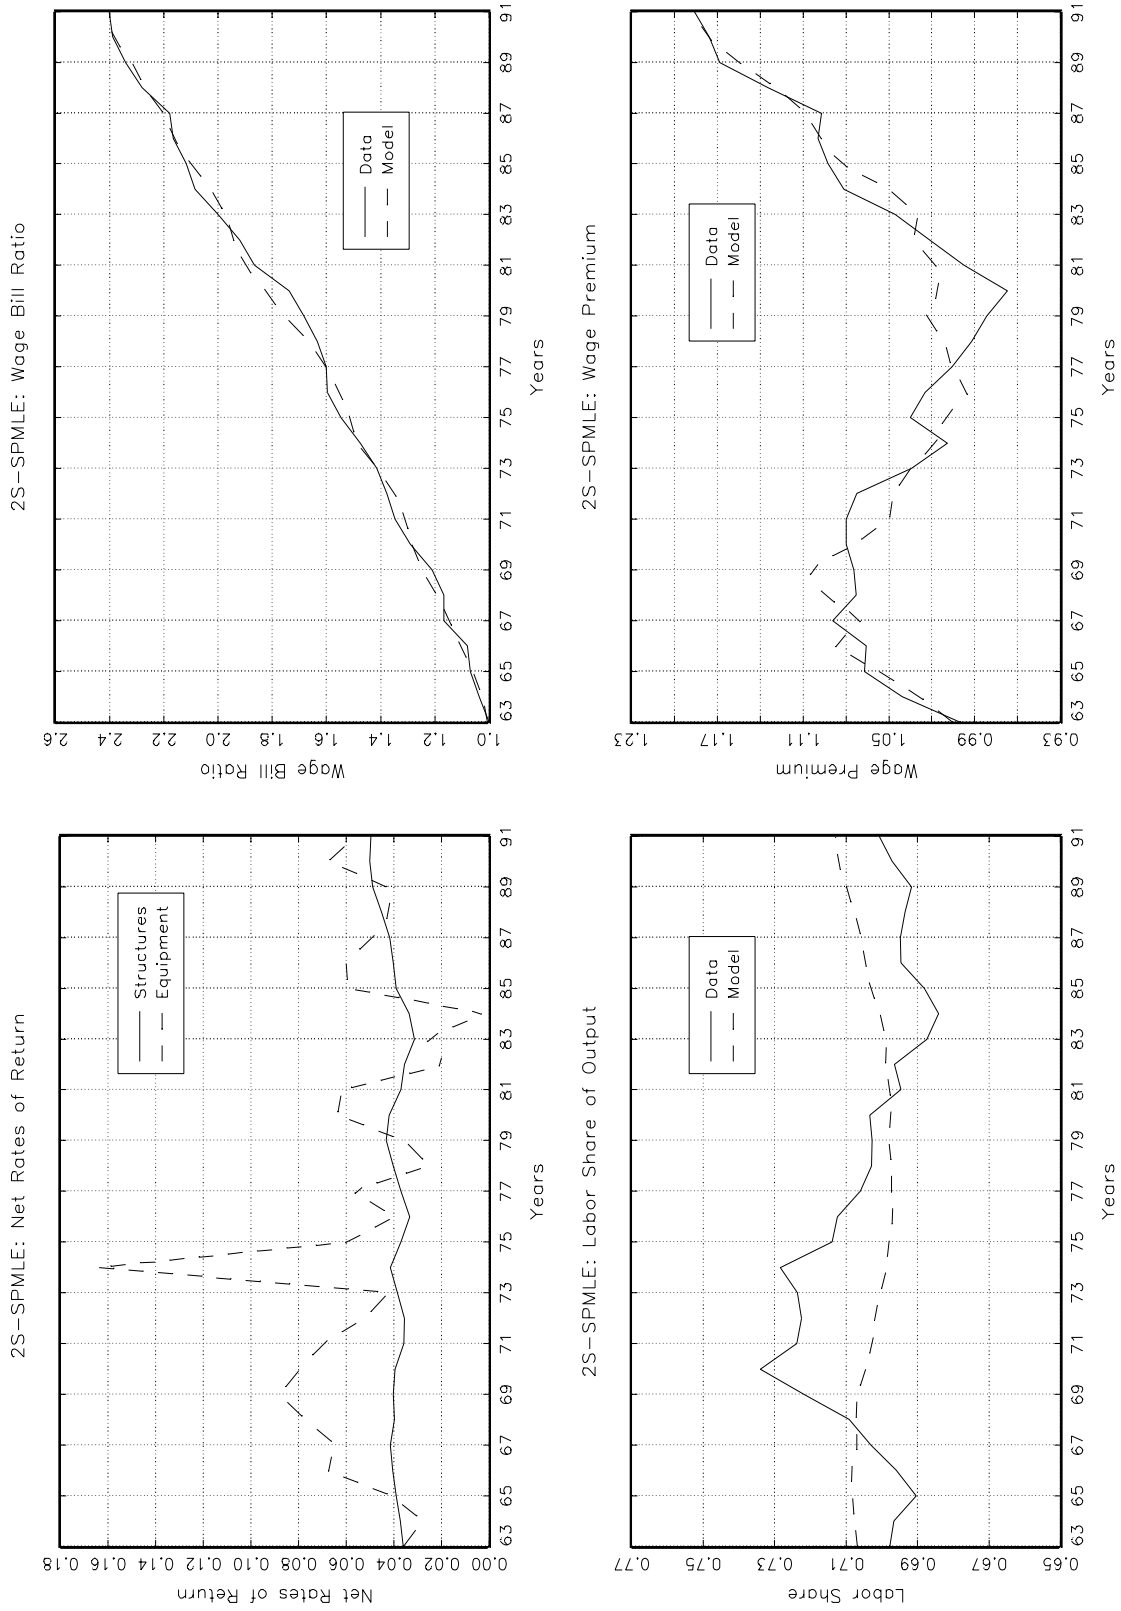 2S-SPMLE: Net Rates of Return
Net Rates of Return
0.18
0.16
0.14
0.12
0.10
0.08
0.06
0.04
0.02
0.00
Structures
Equipment
63 65 67 69 71 73 75 77 79 81 83 85 87 89 91
Years
2S-SPMLE: Wage Bill Ratio
Wage Bill Ratio
2.6
2.4
2.2
2.0
1.8
1.6
1.4
1.2
1.0
Data
Model
63 65 67 69 71 73 75 77 79 81 83 85 87 89 91
Years
2S-SPMLE: Labor Share of Output
Labor Share
0.77
0.75
0.73
0.71
0.69
0.67
0.65
Data
Model
63 65 67 69 71 73 75 77 79 81 83 85 87 89 91
Years
2S-SPMLE: Wage Premium
Wage Premium
1.23
1.17
1.11
1.05
0.99
0.93
Data
Model
63 65 67 69 71 73 75 77 79 81 83 85 87 89 91
Years